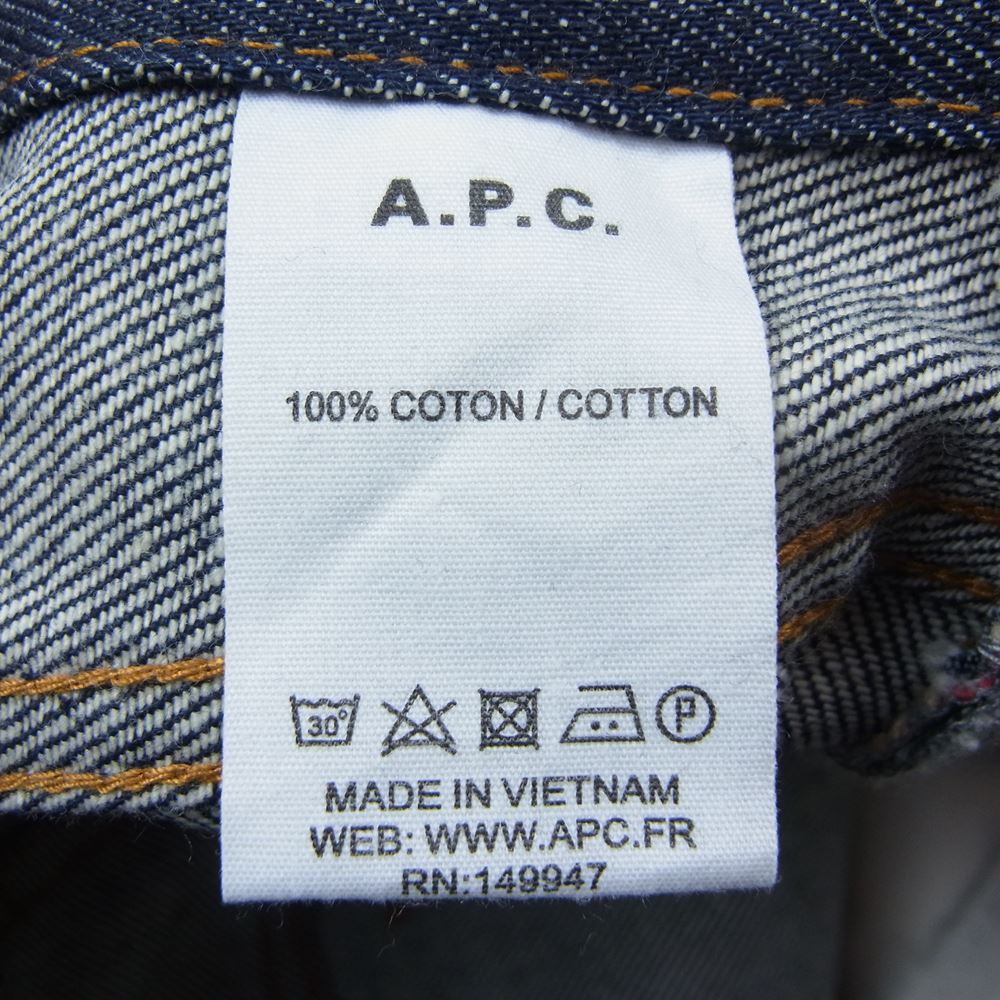 A.P.C.
100% COTON / COTTON
30° P
MADE IN VIETNAM
WEB: WWW.APC.FR
RN:149947